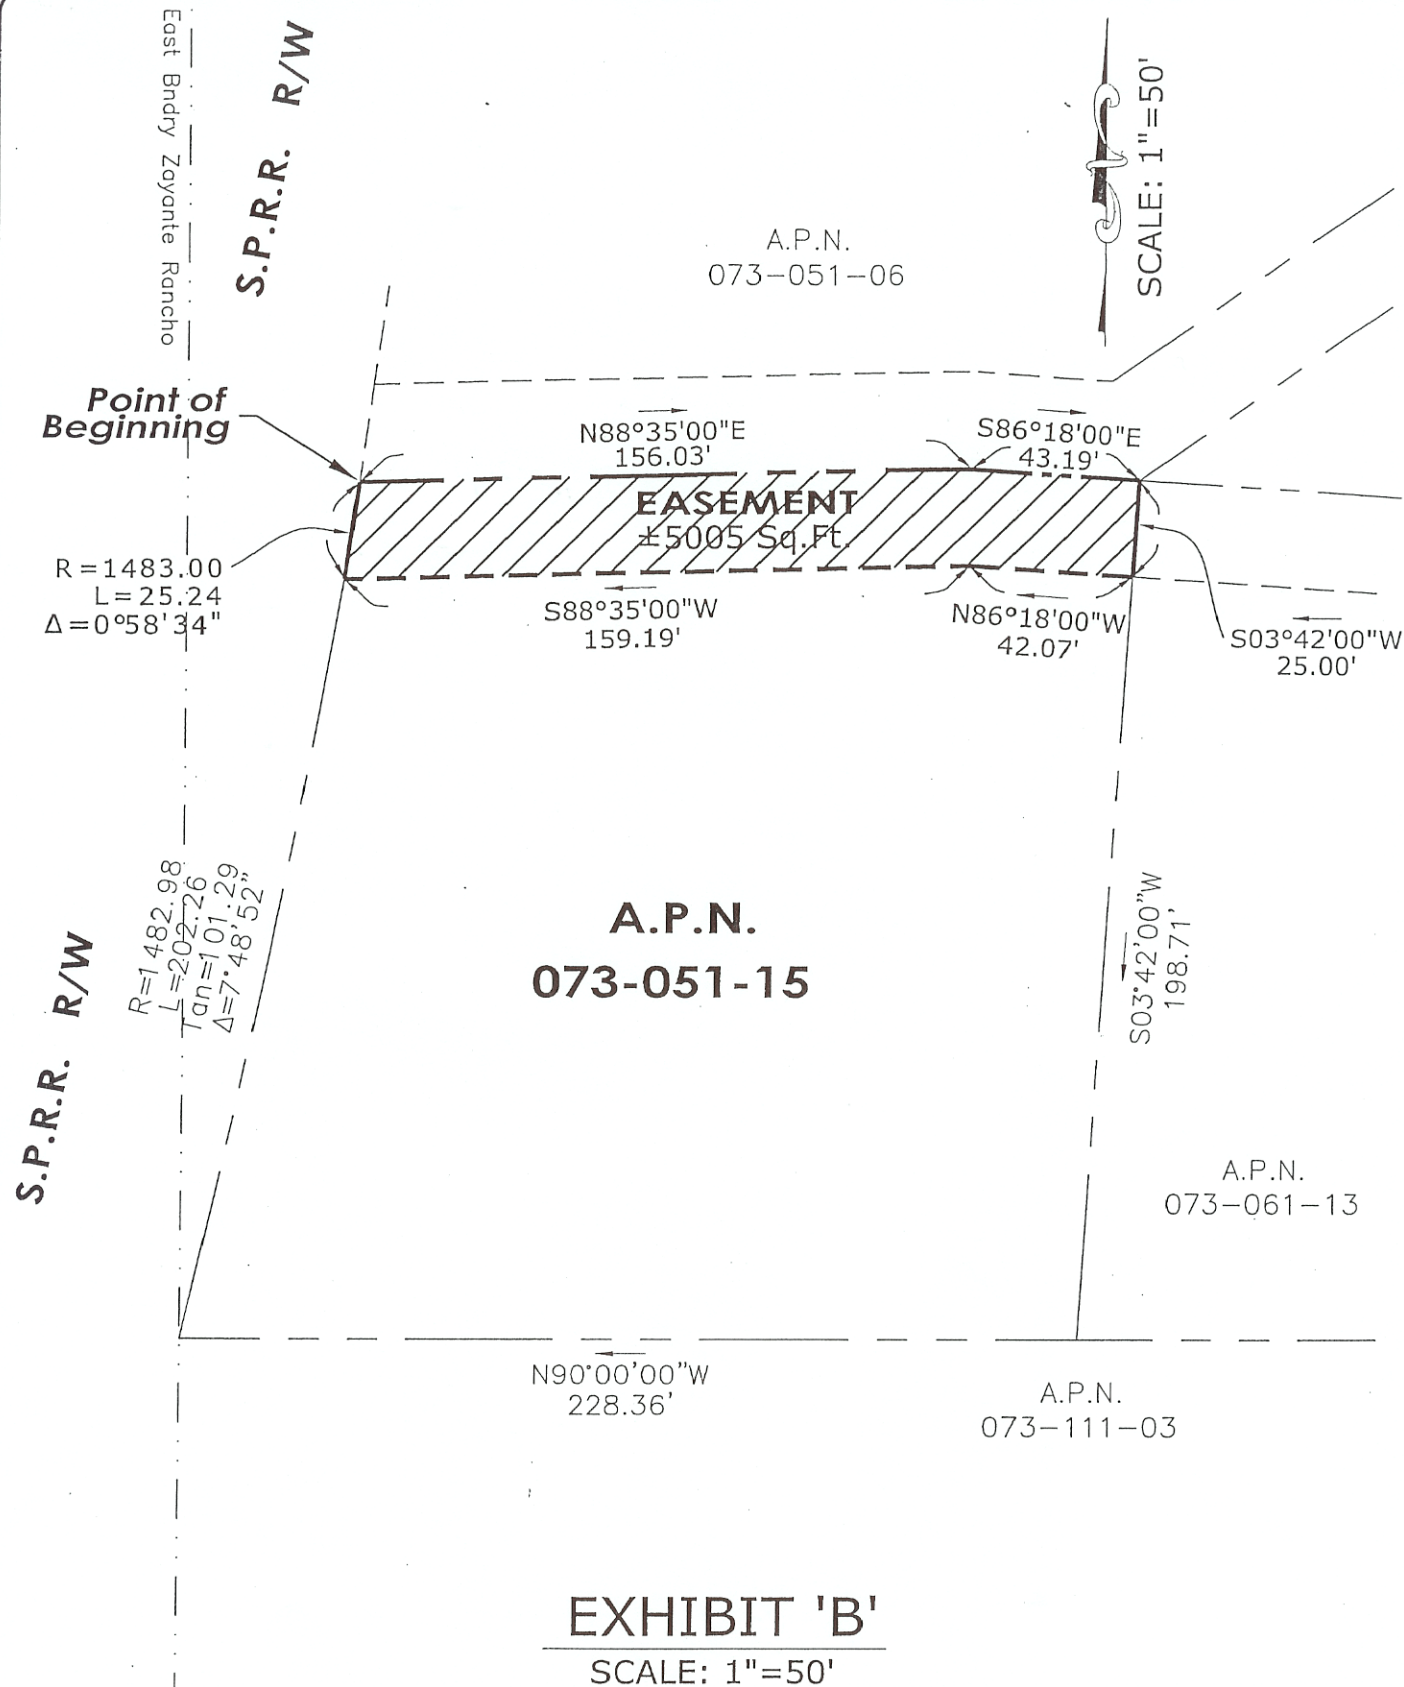 East Bndry Zayante Rancho
S.P.R.R. R/W
SCALE: 1"=50'
A.P.N.
073-051-06
Point of
Beginning
N88°35'00"E
156.03'
S86°18'00"E
43.19'
EASEMENT
±5005 Sq.Ft.
R=1483.00
L=25.24
Δ=0°58'34"
S88°35'00"W
159.19'
N86°18'00"W
42.07'
S03°42'00"W
25.00'
R=1482.98
L=202.26
Tan=101.29
Δ=7°48'52"
A.P.N.
073-051-15
S03°42'00"W
198.71'
S.P.R.R. R/W
A.P.N.
073-061-13
N90°00'00"W
228.36'
A.P.N.
073-111-03
EXHIBIT 'B'
SCALE: 1"=50'